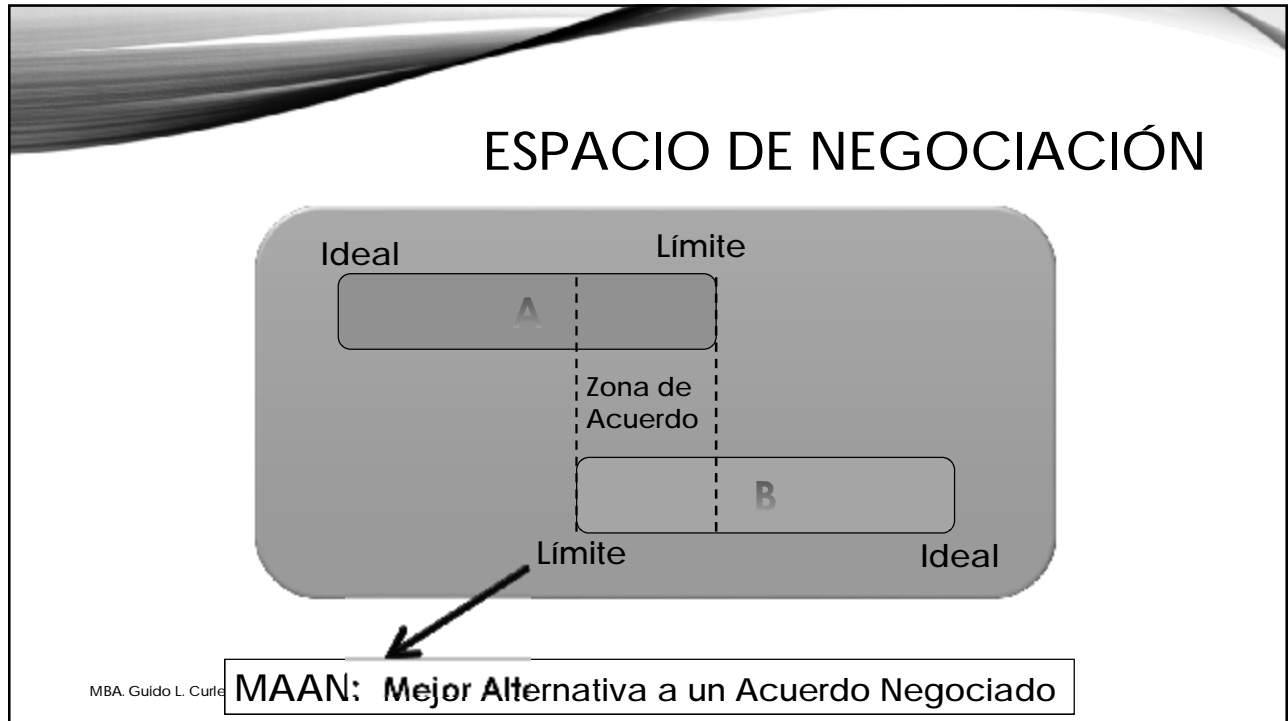 ESPACIO DE NEGOCIACIÓN
Ideal
Límite
A
Zona de
Acuerdo
B
Límite
Ideal
MBA. Guido L. Curle
MAAN: Mejor Alternativa a un Acuerdo Negociado